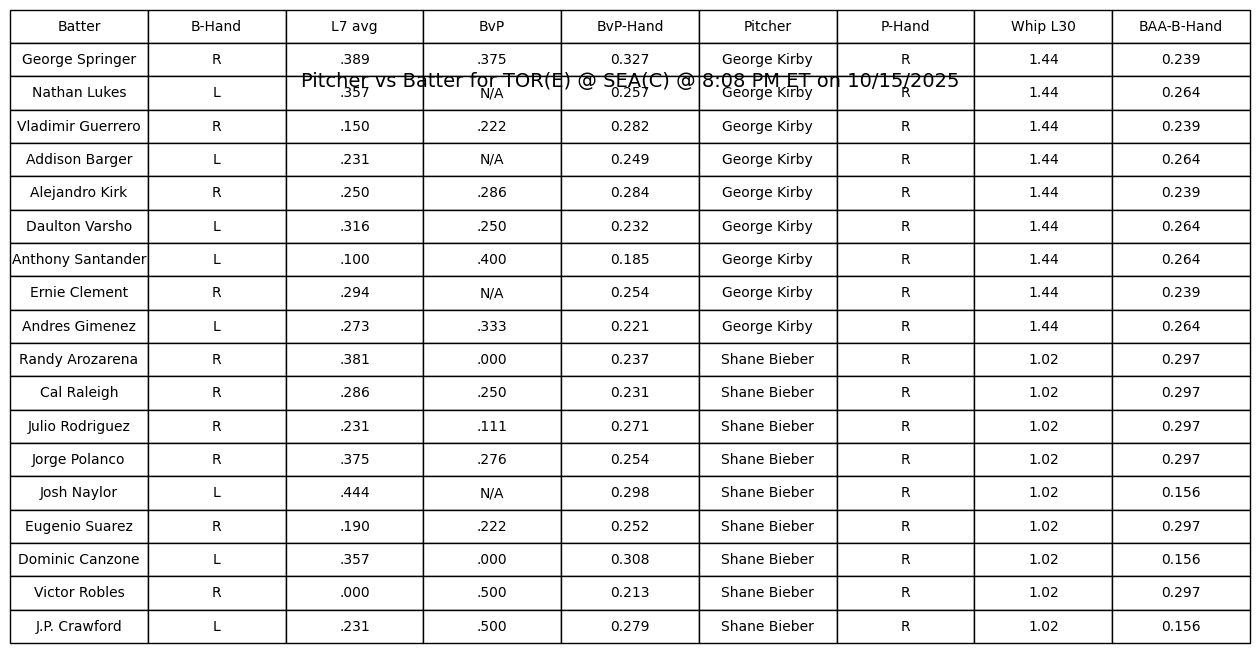 Batter B-Hand L7 avg BvP BvP-Hand Pitcher P-Hand Whip L30 BAA-B-Hand
George Springer R .389 .375 0.327 George Kirby R 1.44 0.239
Pitcher vs Batter for TOR(E) @ SEA(C) @ 8:08 PM ET on 10/15/2025
Nathan Lukes L .357 N/A 0.257 George Kirby R 1.44 0.264
Vladimir Guerrero R .150 .222 0.282 George Kirby R 1.44 0.239
Addison Barger L .231 N/A 0.249 George Kirby R 1.44 0.264
Alejandro Kirk R .250 .286 0.284 George Kirby R 1.44 0.239
Daulton Varsho L .316 .250 0.232 George Kirby R 1.44 0.264
Anthony Santander L .100 .400 0.185 George Kirby R 1.44 0.264
Ernie Clement R .294 N/A 0.254 George Kirby R 1.44 0.239
Andres Gimenez L .273 .333 0.221 George Kirby R 1.44 0.264
Randy Arozarena R .381 .000 0.237 Shane Bieber R 1.02 0.297
Cal Raleigh R .286 .250 0.231 Shane Bieber R 1.02 0.297
Julio Rodriguez R .231 .111 0.271 Shane Bieber R 1.02 0.297
Jorge Polanco R .375 .276 0.254 Shane Bieber R 1.02 0.297
Josh Naylor L .444 N/A 0.298 Shane Bieber R 1.02 0.156
Eugenio Suarez R .190 .222 0.252 Shane Bieber R 1.02 0.297
Dominic Canzone L .357 .000 0.308 Shane Bieber R 1.02 0.156
Victor Robles R .000 .500 0.213 Shane Bieber R 1.02 0.297
J.P. Crawford L .231 .500 0.279 Shane Bieber R 1.02 0.156